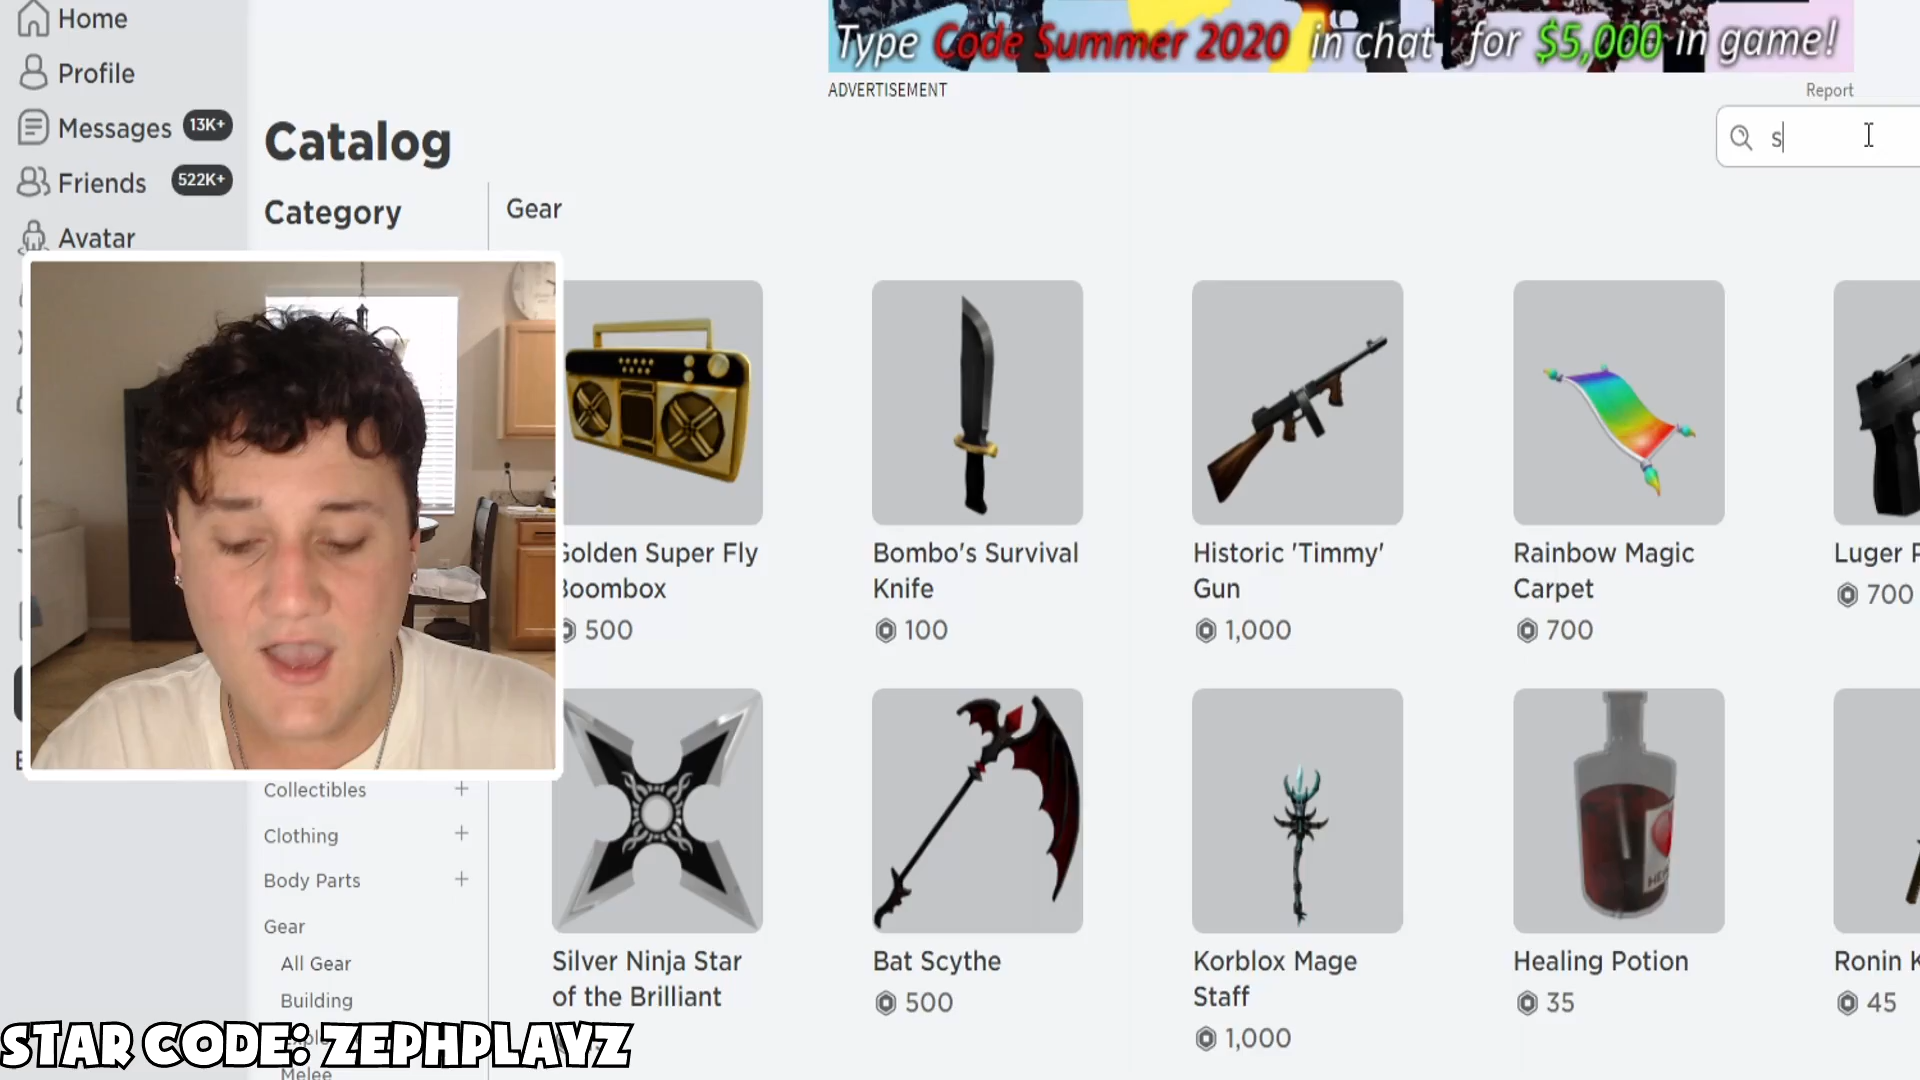 Home
Type Code Summer 2020 in chat for $5,000 in game!
Profile
ADVERTISEMENT
Report
Messages 13K+
Catalog
s
Friends 522K+
Category
Gear
Avatar
Golden Super Fly
Boombox
500
Bombo's Survival
Knife
100
Historic 'Timmy'
Gun
1,000
Rainbow Magic
Carpet
700
Luger
700
Collectibles +
Clothing +
Body Parts +
Gear
All Gear
Building
Melee
Silver Ninja Star
of the Brilliant
Bat Scythe
500
Korblox Mage
Staff
1,000
Healing Potion
35
Ronin
45
STAR CODE: ZEPHPLAYZ